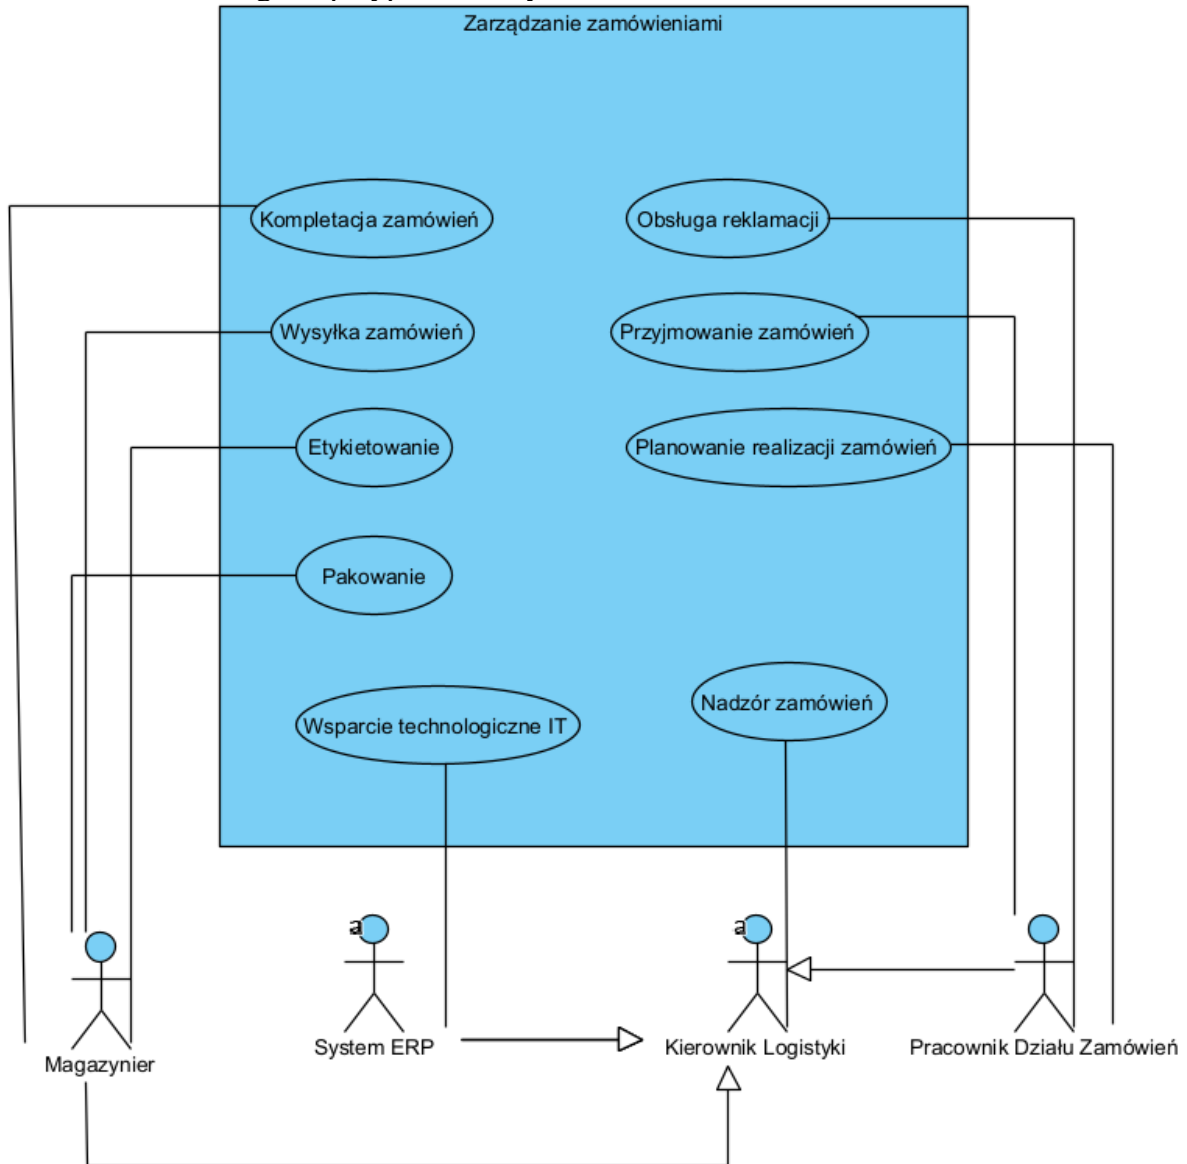 Zarządzanie zamówieniami
Kompletacja zamówień
Obsługa reklamacji
Wysyłka zamówień
Przyjmowanie zamówień
Etykietowanie
Planowanie realizacji zamówień
Pakowanie
Wsparcie technologiczne IT
Nadzór zamówień
a
a
Magazynier
System ERP
Kierownik Logistyki
Pracownik Działu Zamówień